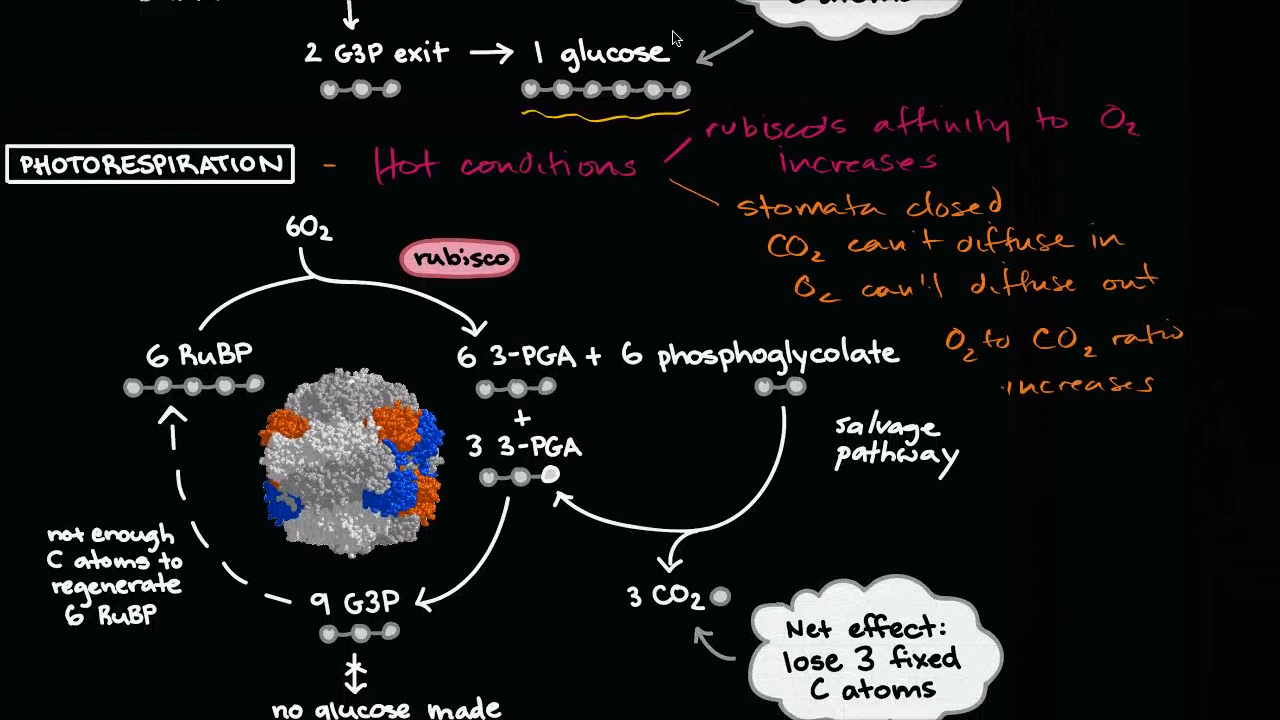 2 G3P exit → 1 glucose
PHOTORESPIRATION - Hot conditions
rubisco's affinity to O2
increases
stomata closed
CO2 can't diffuse in
O2 can't diffuse out
O2 to CO2 ratio
increases
6O2
rubisco
6 RuBP
6 3-PGA + 6 phosphoglycolate
+
3 3-PGA
salvage
pathway
not enough
C atoms to
regenerate
6 RuBP
9 G3P
3 CO2
Net effect:
lose 3 fixed
C atoms
no glucose made